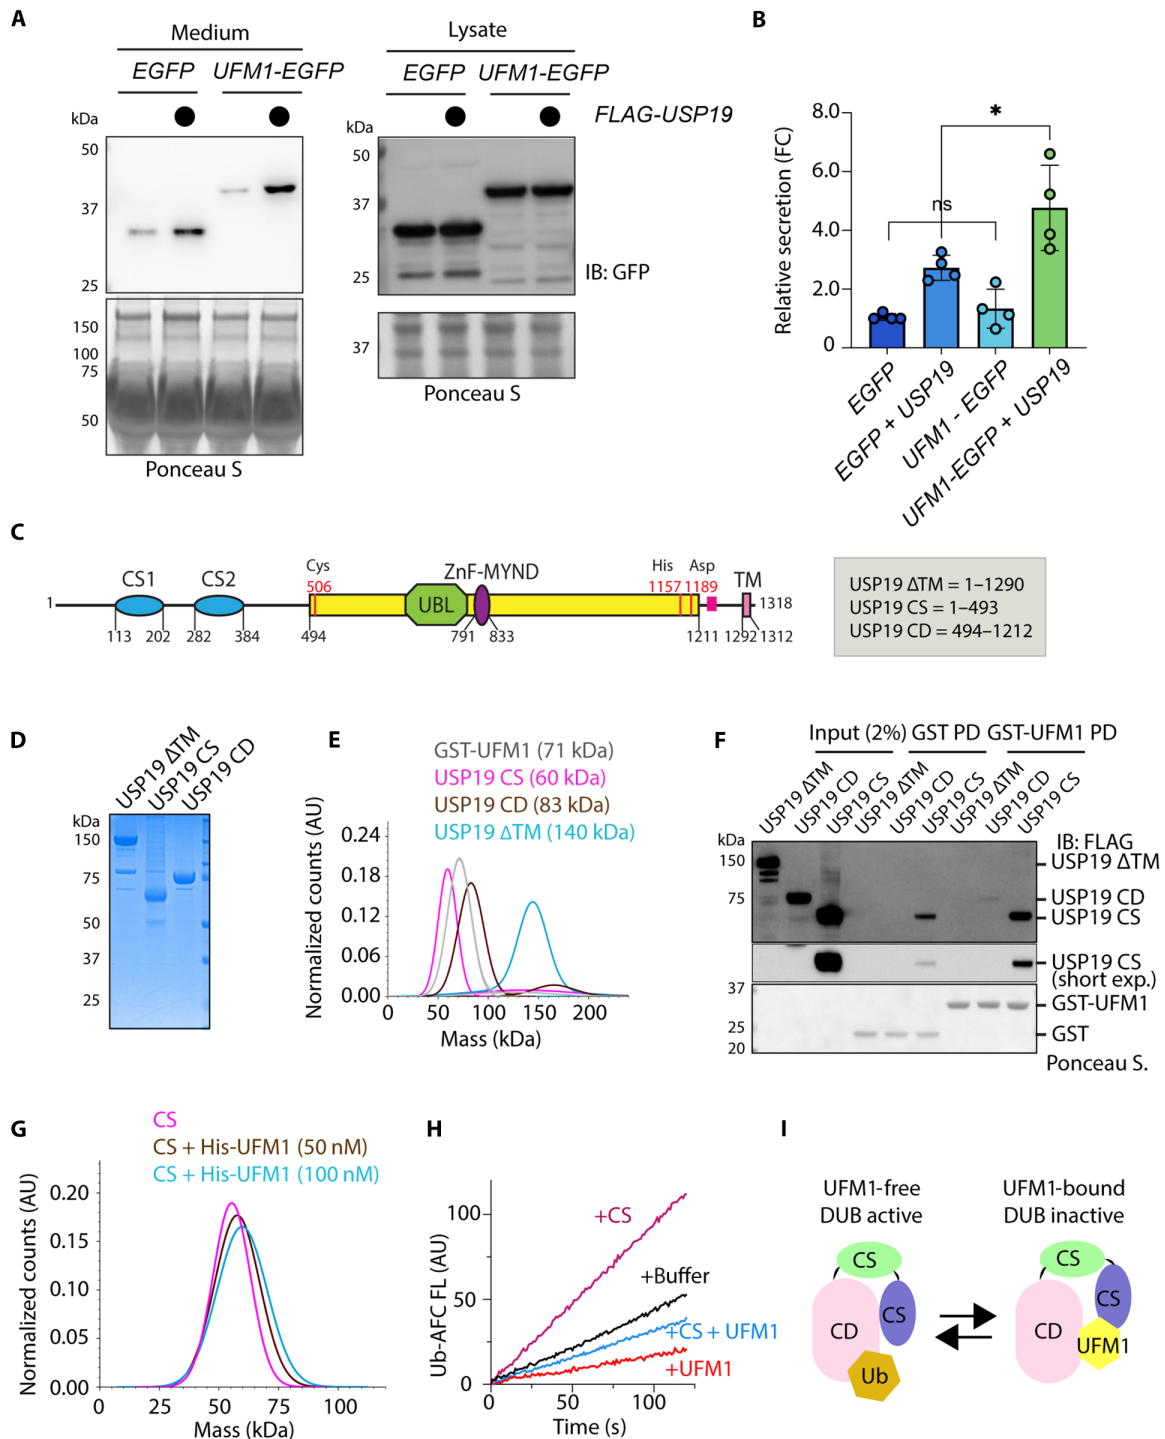 A
Medium
EGFP UFM1-EGFP
kDa
50
37
25
150
100
75
50
Ponceau S
Lysate
EGFP UFM1-EGFP
FLAG-USP19
kDa
50
37
25
IB: GFP
37
Ponceau S
B
Relative secretion (FC)
8.0
6.0
4.0
2.0
0
*
ns
EGFP
EGFP + USP19
UFM1 - EGFP
UFM1-EGFP + USP19
C
CS1 CS2 Cys ZnF-MYND His Asp TM
506 1157 1189
1 UBL 1318
113 202 282 384 494 791 833 1211 1292 1312
USP19 ΔTM = 1–1290
USP19 CS = 1–493
USP19 CD = 494–1212
D
USP19 ΔTM
USP19 CS
USP19 CD
kDa
150
75
50
37
25
E
GST-UFM1 (71 kDa)
USP19 CS (60 kDa)
USP19 CD (83 kDa)
USP19 ΔTM (140 kDa)
Normalized counts (AU)
0.24
0.18
0.12
0.06
0.00
0 50 100 150 200
Mass (kDa)
F
Input (2%) GST PD GST-UFM1 PD
USP19 ΔTM
USP19 CD
USP19 CS
USP19 ΔTM
USP19 CD
USP19 CS
USP19 ΔTM
USP19 CD
USP19 CS
kDa
150
75
37
25
20
IB: FLAG
USP19 ΔTM
USP19 CD
USP19 CS
USP19 CS
(short exp.)
GST-UFM1
GST
Ponceau S.
G
CS
CS + His-UFM1 (50 nM)
CS + His-UFM1 (100 nM)
Normalized counts (AU)
0.20
0.15
0.10
0.05
0.00
0 25 50 75 100
Mass (kDa)
H
Ub-AFC FL (AU)
100
50
0
0 50 100
Time (s)
+CS
+Buffer
+CS + UFM1
+UFM1
I
UFM1-free
DUB active
CS
CD
CS
Ub
UFM1-bound
DUB inactive
CS
CS
CD
UFM1